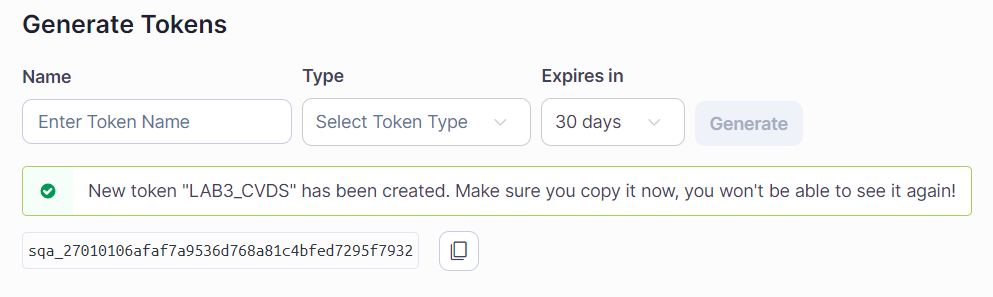 Generate Tokens
Name Type Expires in
Enter Token Name Select Token Type 30 days Generate
New token "LAB3_CVDS" has been created. Make sure you copy it now, you won't be able to see it again!
sqa_27010106afaf7a9536d768a81c4bfed7295f7932